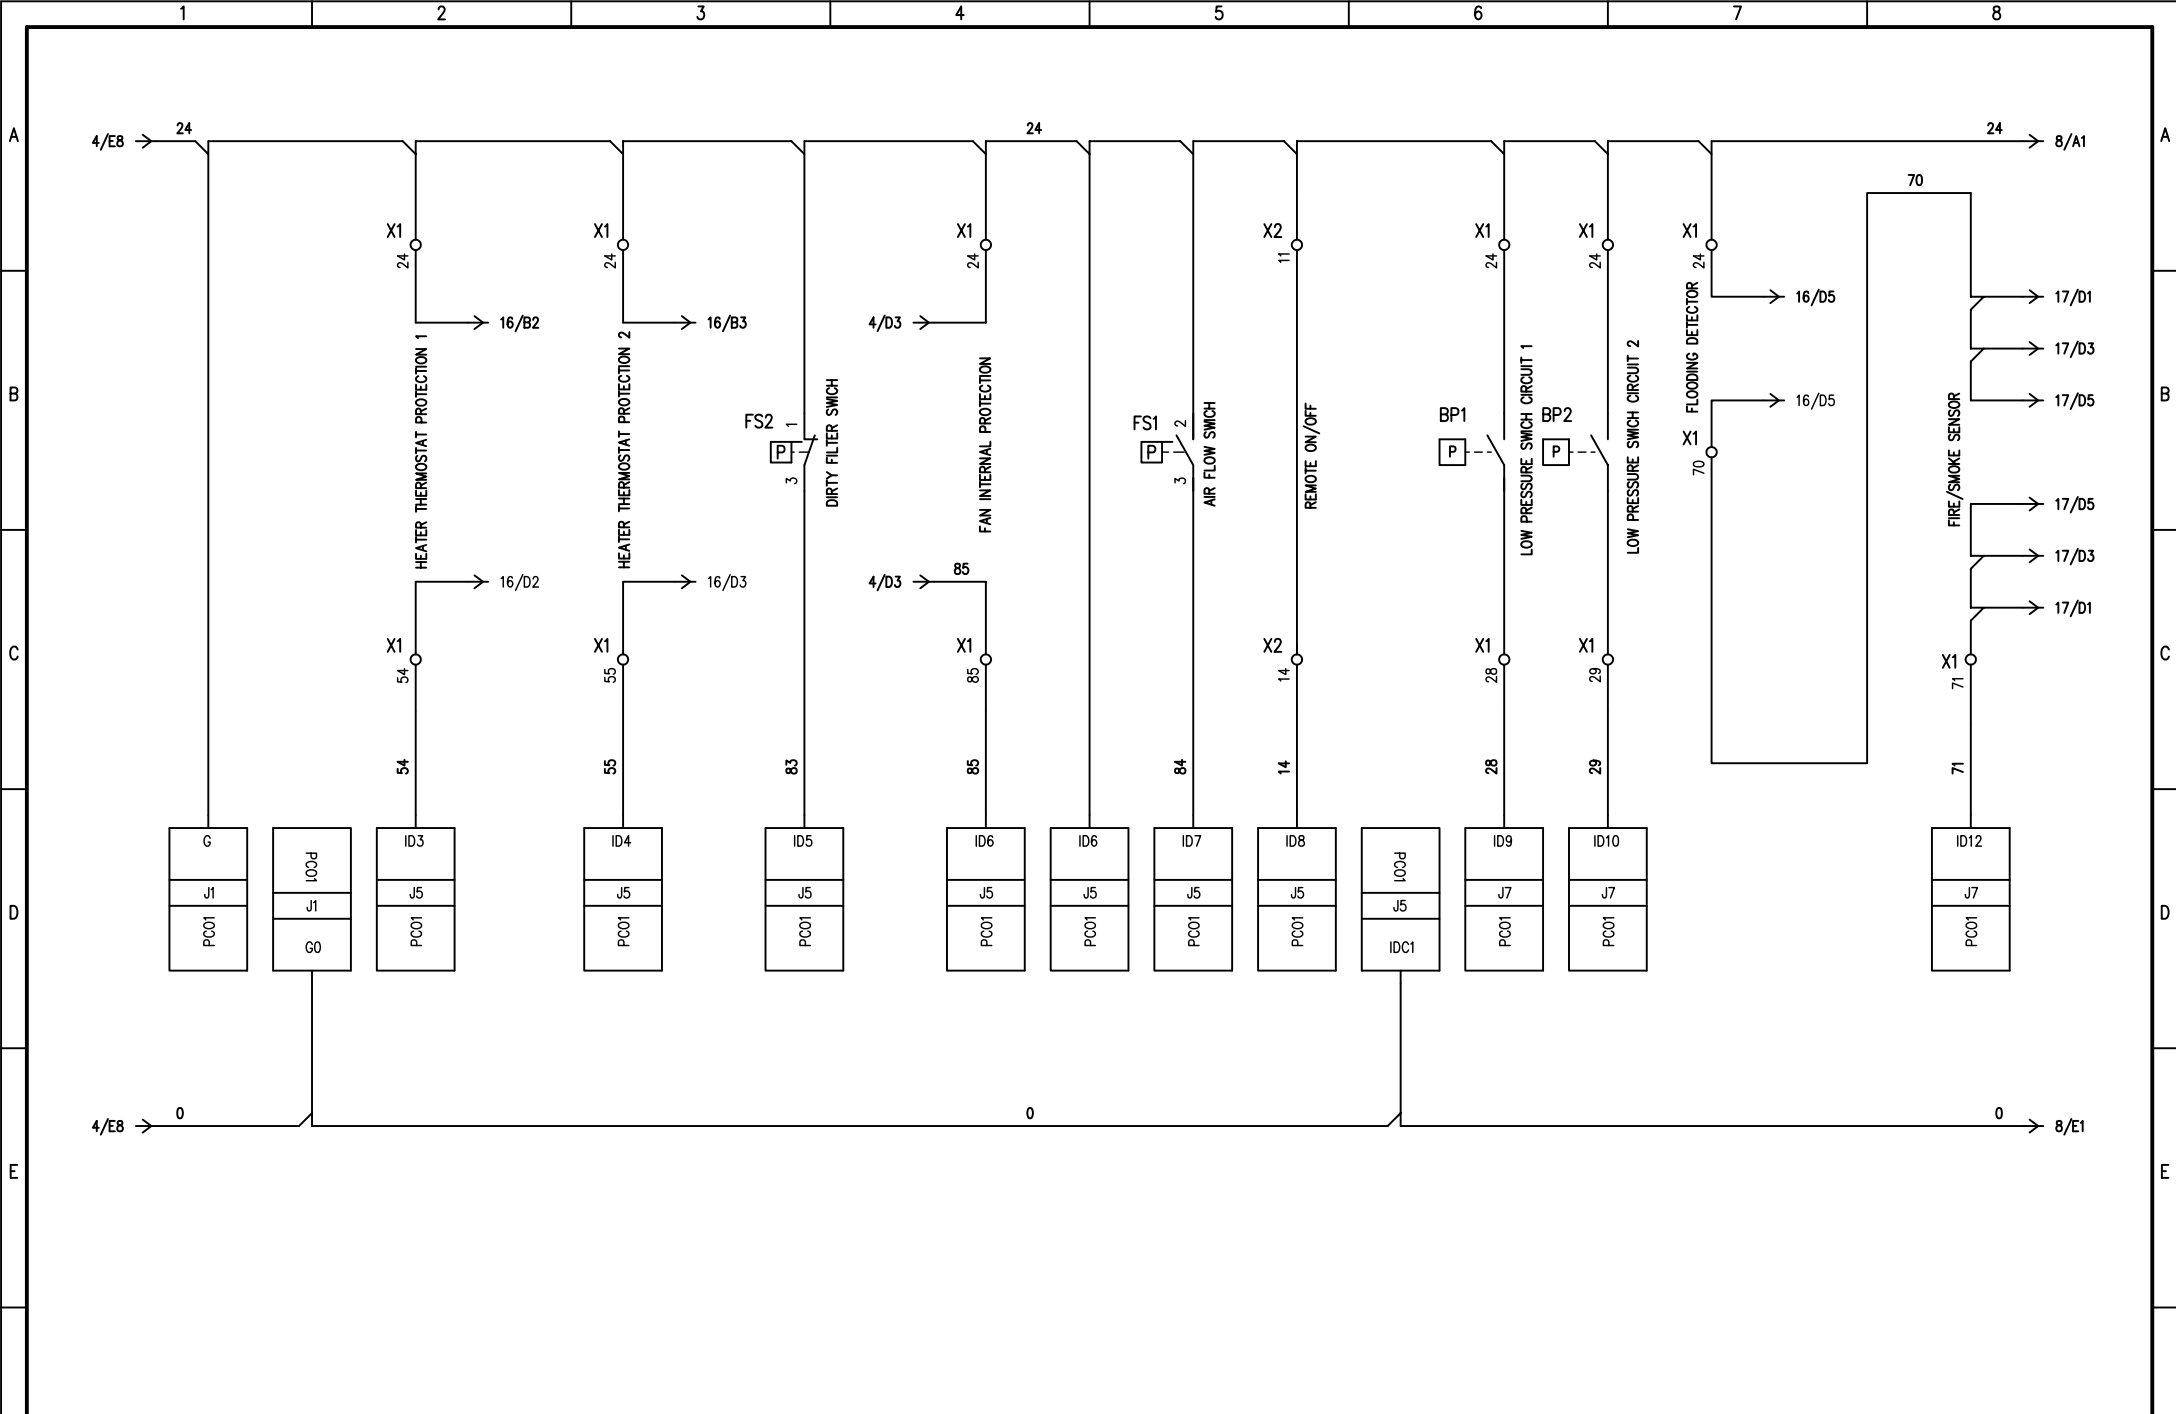 1 2 3 4 5 6 7 8
A 4/E8 24 24 24 8/A1 A
70
X1 X1 X1 X2 X1 X1 X1
24 24 24 11 24 24 24
16/B2 16/B3 4/D3 16/D5 17/D1
17/D3
B 16/D5 17/D5 B
HEATER THERMOSTAT PROTECTION 1
HEATER THERMOSTAT PROTECTION 2
FS2 1
P
3
DIRTY FILTER SWICH
FAN INTERNAL PROTECTION
FS1 2
P
3
AIR FLOW SWICH
REMOTE ON/OFF
BP1
P
LOW PRESSURE SWICH CIRCUIT 1
BP2
P
LOW PRESSURE SWICH CIRCUIT 2
FLOODING DETECTOR
X1
70
FIRE/SMOKE SENSOR
17/D5
17/D3
16/D2 16/D3 4/D3 85 17/D1
C X1 X1 X1 X2 X1 X1 X1 C
54 55 85 14 28 29 71
54 55 83 85 84 14 28 29 71
G PCO1 ID3 ID4 ID5 ID6 ID6 ID7 ID8 PCO1 ID9 ID10 ID12
J1 J1 J5 J5 J5 J5 J5 J5 J5 J5 J7 J7 J7
D PCO1 G0 PCO1 PCO1 PCO1 PCO1 PCO1 PCO1 PCO1 IDC1 PCO1 PCO1 PCO1 D
4/E8 0 0 0 8/E1
E E